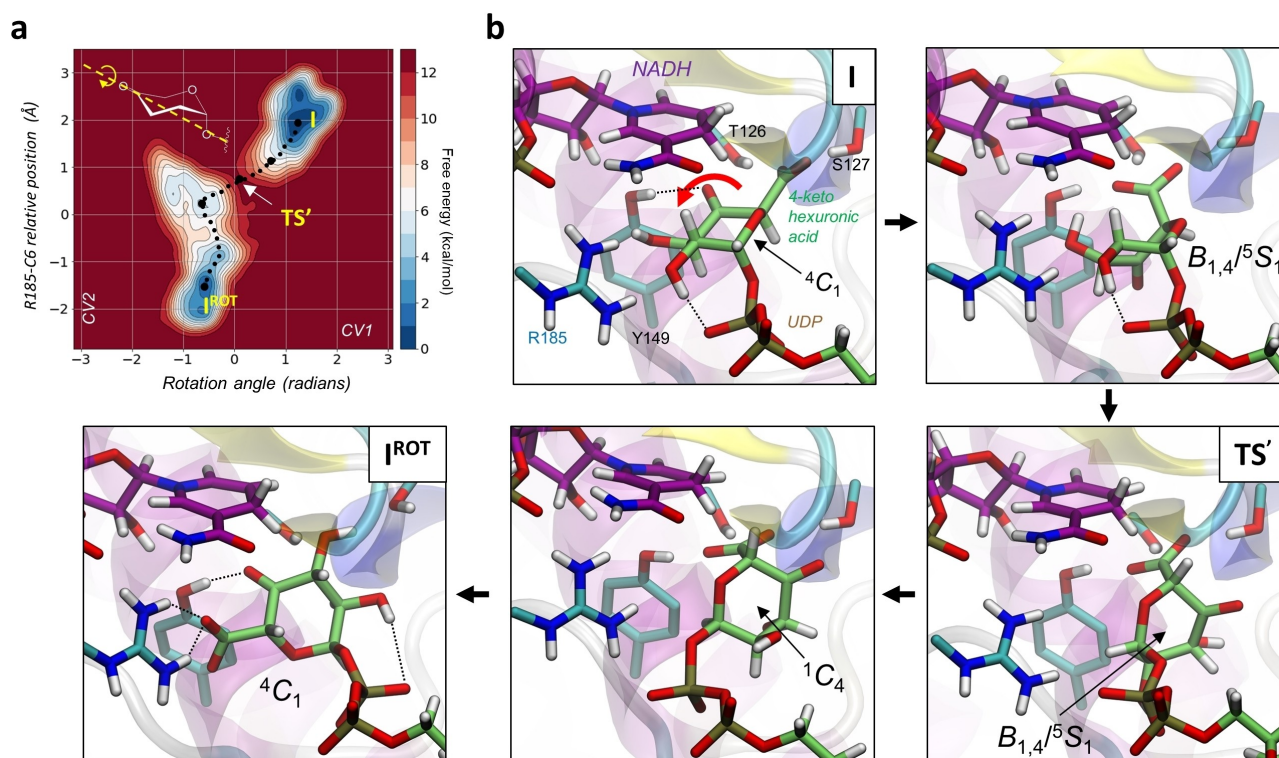 a
b
R185-C6 relative position (Å)
3
2
1
0
−1
−2
−3
−2
−1
0
1
2
3
Rotation angle (radians)
CV2
CV1
I
TS’
I^ROT
12
10
8
6
4
2
0
Free energy (kcal/mol)
I
NADH
T126
S127
4-keto
hexuronic
acid
⁴C₁
R185
Y149
UDP
B₁,₄/⁵S₁
I^ROT
⁴C₁
¹C₄
TS’
B₁,₄/⁵S₁